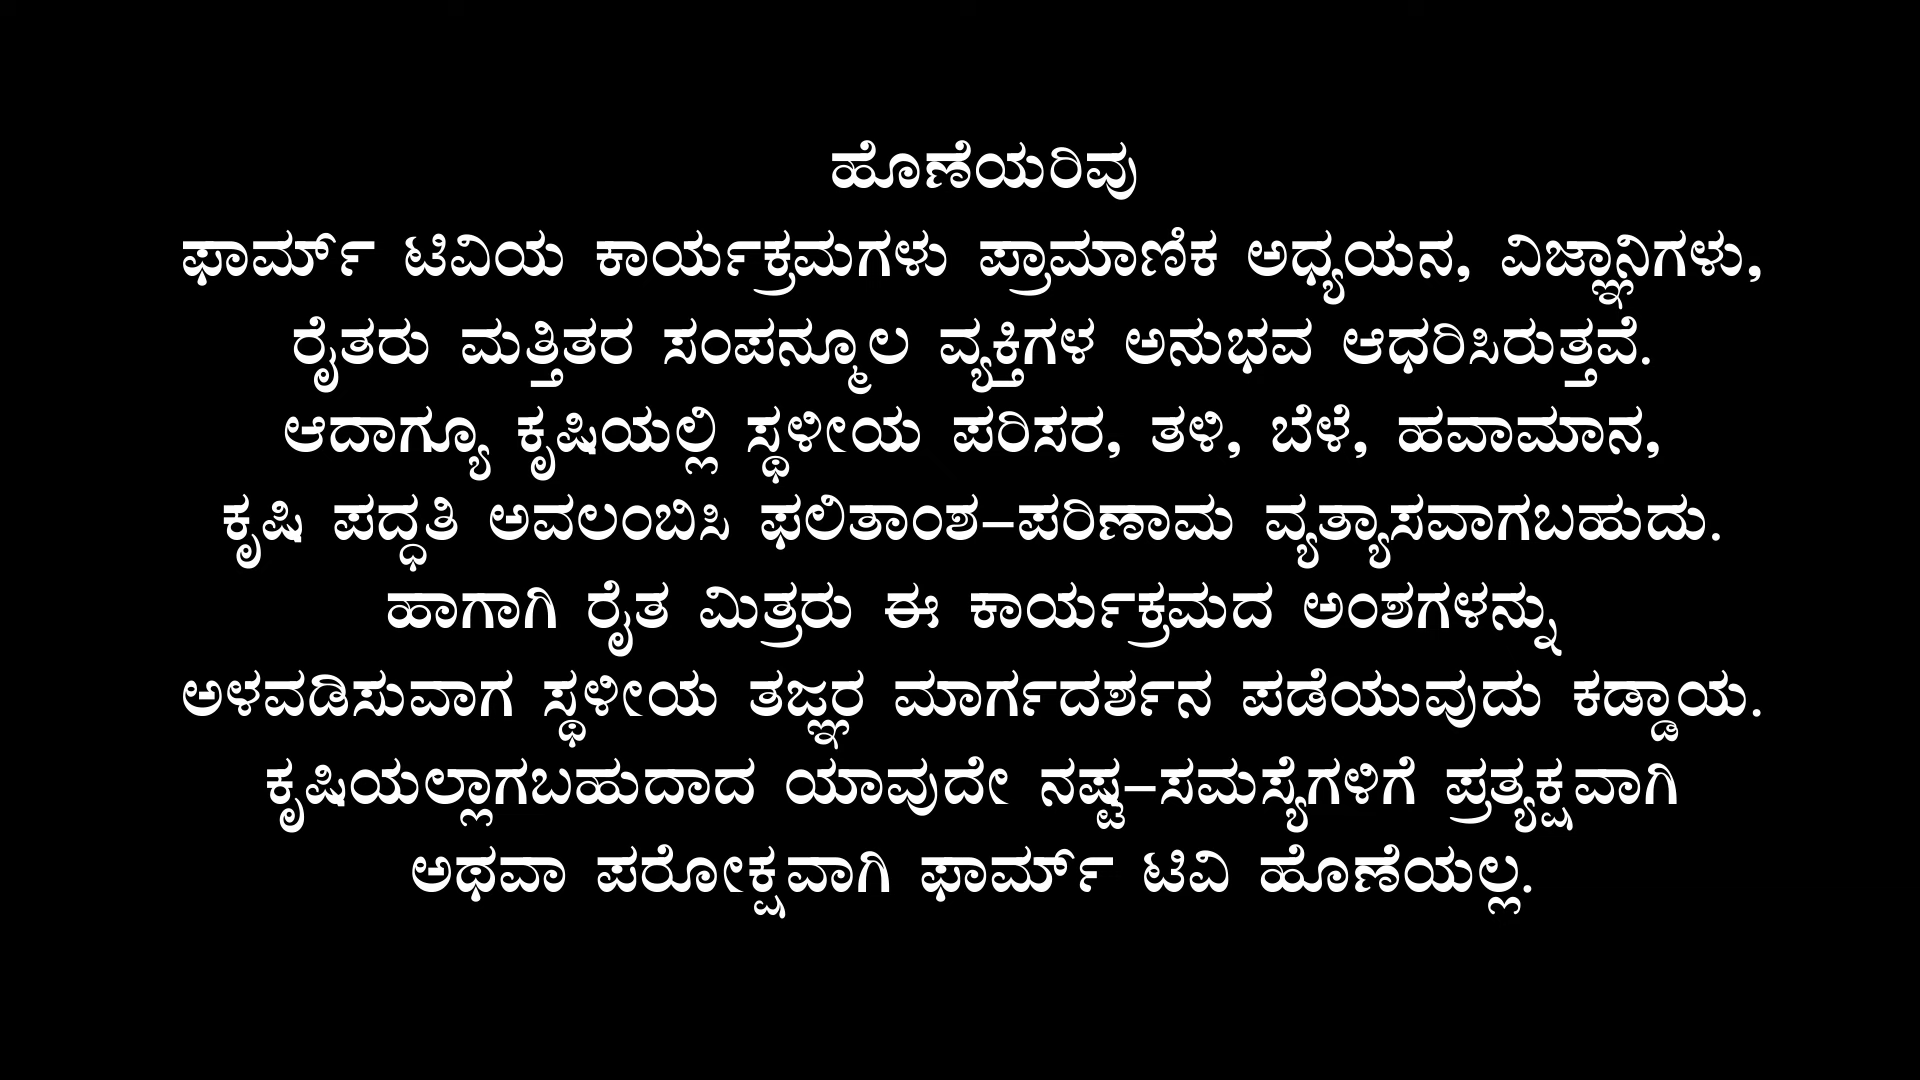 ಹೊಣೆಯರಿವು
ಫಾರ್ಮ್ ಟಿವಿಯ ಕಾರ್ಯಕ್ರಮಗಳು ಪ್ರಾಮಾಣಿಕ ಅಧ್ಯಯನ, ವಿಜ್ಞಾನಿಗಳು,
ರೈತರು ಮತ್ತಿತರ ಸಂಪನ್ಮೂಲ ವ್ಯಕ್ತಿಗಳ ಅನುಭವ ಆಧರಿಸಿರುತ್ತವೆ.
ಆದಾಗ್ಯೂ ಕೃಷಿಯಲ್ಲಿ ಸ್ಥಳೀಯ ಪರಿಸರ, ತಳಿ, ಬೆಳೆ, ಹವಾಮಾನ,
ಕೃಷಿ ಪದ್ಧತಿ ಅವಲಂಬಿಸಿ ಫಲಿತಾಂಶ–ಪರಿಣಾಮ ವ್ಯತ್ಯಾಸವಾಗಬಹುದು.
ಹಾಗಾಗಿ ರೈತ ಮಿತ್ರರು ಈ ಕಾರ್ಯಕ್ರಮದ ಅಂಶಗಳನ್ನು
ಅಳವಡಿಸುವಾಗ ಸ್ಥಳೀಯ ತಜ್ಞರ ಮಾರ್ಗದರ್ಶನ ಪಡೆಯುವುದು ಕಡ್ಡಾಯ.
ಕೃಷಿಯಲ್ಲಾಗಬಹುದಾದ ಯಾವುದೇ ನಷ್ಟ–ಸಮಸ್ಯೆಗಳಿಗೆ ಪ್ರತ್ಯಕ್ಷವಾಗಿ
ಅಥವಾ ಪರೋಕ್ಷವಾಗಿ ಫಾರ್ಮ್ ಟಿವಿ ಹೊಣೆಯಲ್ಲ.